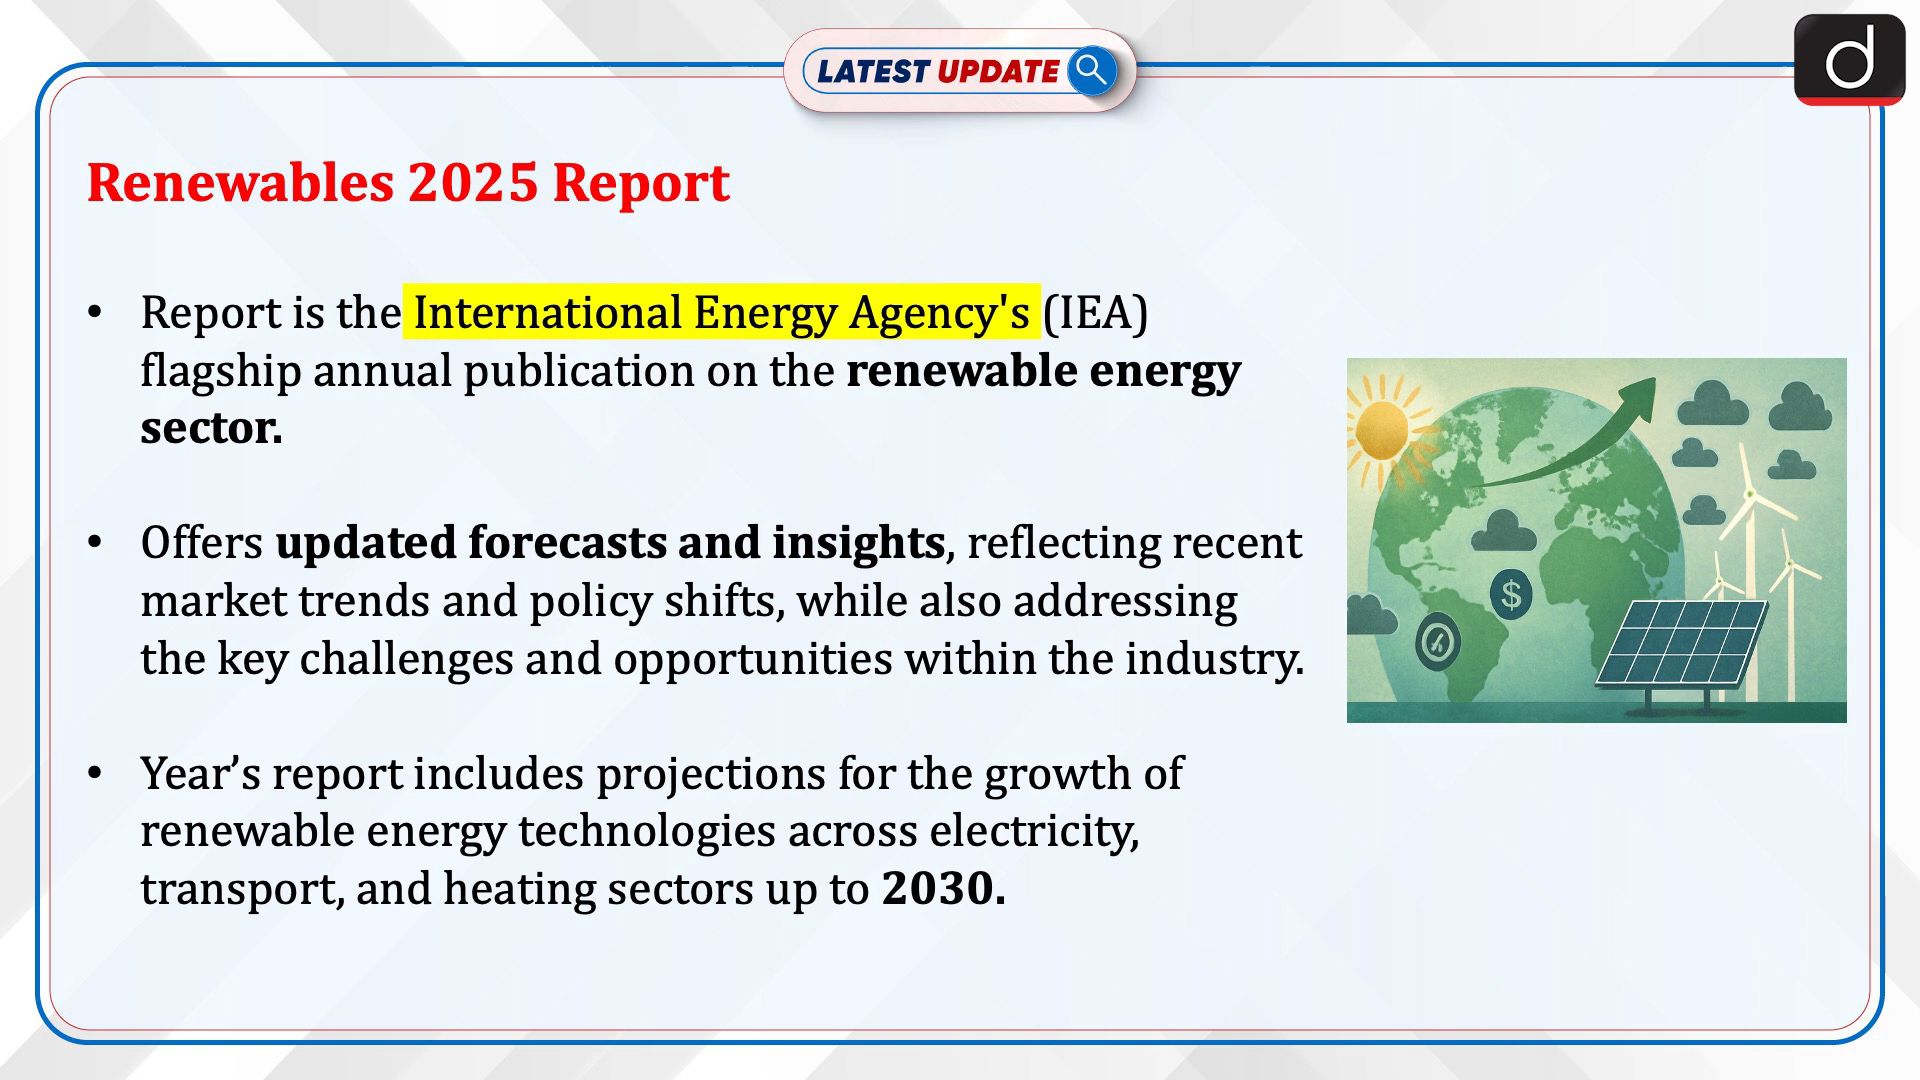 LATEST UPDATE
d
Renewables 2025 Report
• Report is the International Energy Agency's (IEA)
flagship annual publication on the renewable energy
sector.
• Offers updated forecasts and insights, reflecting recent
market trends and policy shifts, while also addressing
the key challenges and opportunities within the industry.
$
• Year’s report includes projections for the growth of
renewable energy technologies across electricity,
transport, and heating sectors up to 2030.